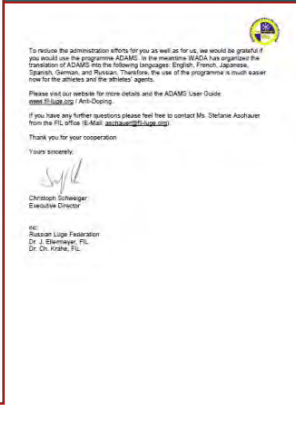 To reduce the administration efforts for you as well as for us, we would be grateful if
you would use the programme ADAMS. In the meantime WADA has organized the
translation of ADAMS into the following languages: English, French, Japanese,
Spanish, German, and Russian. Therefore, the use of the programme is much easier
now for the athletes and the athletes' agents.
Please visit our website for more details and the ADAMS User Guide
www.fil-luge.org / Anti-Doping.
If you have any further questions please feel free to contact Ms. Stefanie Aschauer
from the FIL office (E-Mail: aschauer@fil-luge.org).
Thank you for your cooperation
Yours sincerely,
Christoph Schweiger
Executive Director
cc:
Russian Luge Federation
Dr. J. Ellermayer, FIL
Dr. Ch. Krähe, FIL